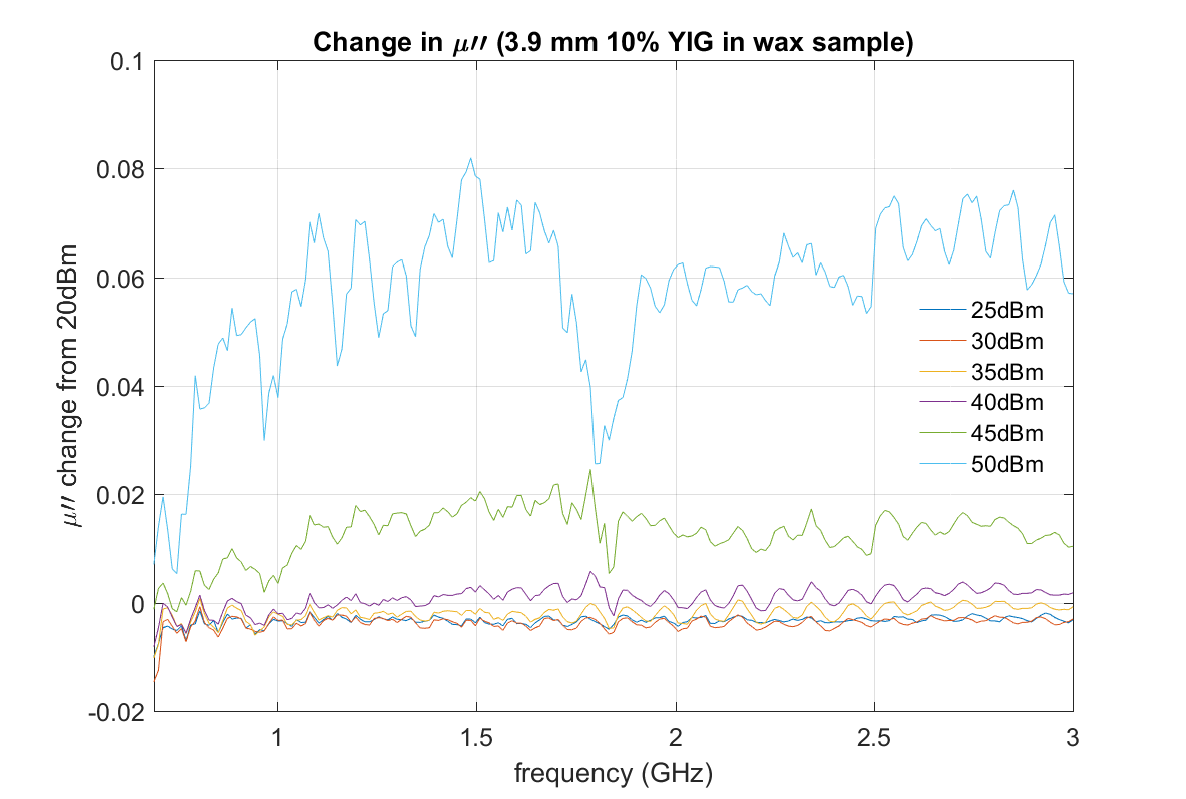 Change in μ′′ (3.9 mm 10% YIG in wax sample)
0.1
0.08
0.06
0.04
0.02
0
-0.02
μ′′ change from 20dBm
25dBm
30dBm
35dBm
40dBm
45dBm
50dBm
1 1.5 2 2.5 3
frequency (GHz)